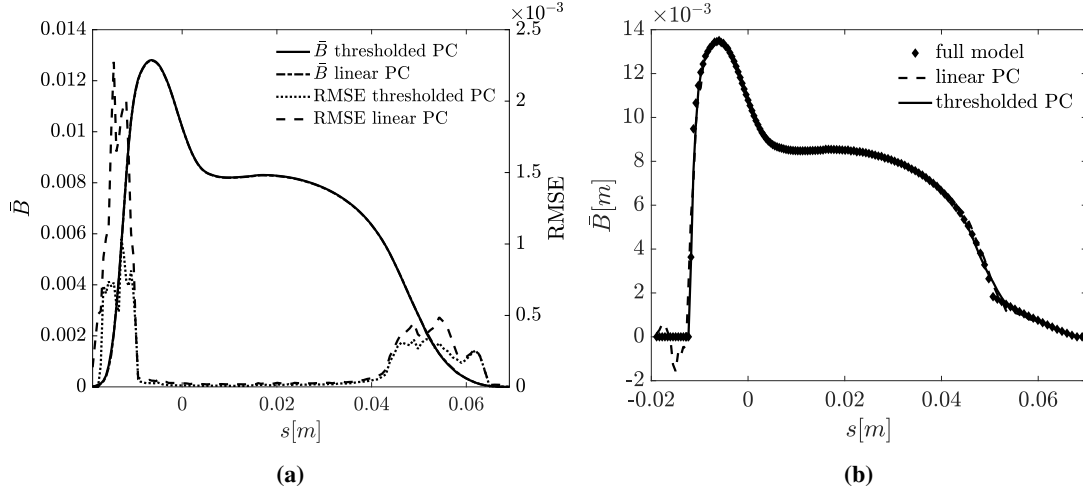 ×10⁻³
0.014
0.012
0.01
0.008
0.006
0.004
0.002
0
B̄
2.5
2
1.5
1
0.5
0
RMSE
B̄ thresholded PC
B̄ linear PC
RMSE thresholded PC
RMSE linear PC
0 0.02 0.04 0.06
s[m]
(a)
×10⁻³
14
12
10
8
6
4
2
0
-2
B̄[m]
full model
linear PC
thresholded PC
-0.02 0 0.02 0.04 0.06
s[m]
(b)